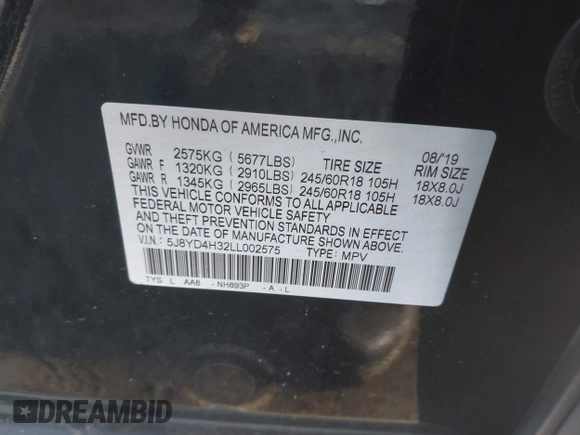 MFD.BY HONDA OF AMERICA MFG.,INC.
08/'19
GVWR 2575KG ( 5677LBS) TIRE SIZE RIM SIZE
GAWR F 1320KG ( 2910LBS) 245/60R18 105H 18X8.0J
GAWR R 1345KG ( 2965LBS) 245/60R18 105H 18X8.0J
THIS VEHICLE CONFORMS TO ALL APPLICABLE
FEDERAL MOTOR VEHICLE SAFETY
AND THEFT PREVENTION STANDARDS IN EFFECT
ON THE DATE OF MANUFACTURE SHOWN ABOVE.
V.I.N.: 5J8YD4H32LL002575 TYPE: MPV
TYS L AA6 - NH893P - A - L
DREAMBID